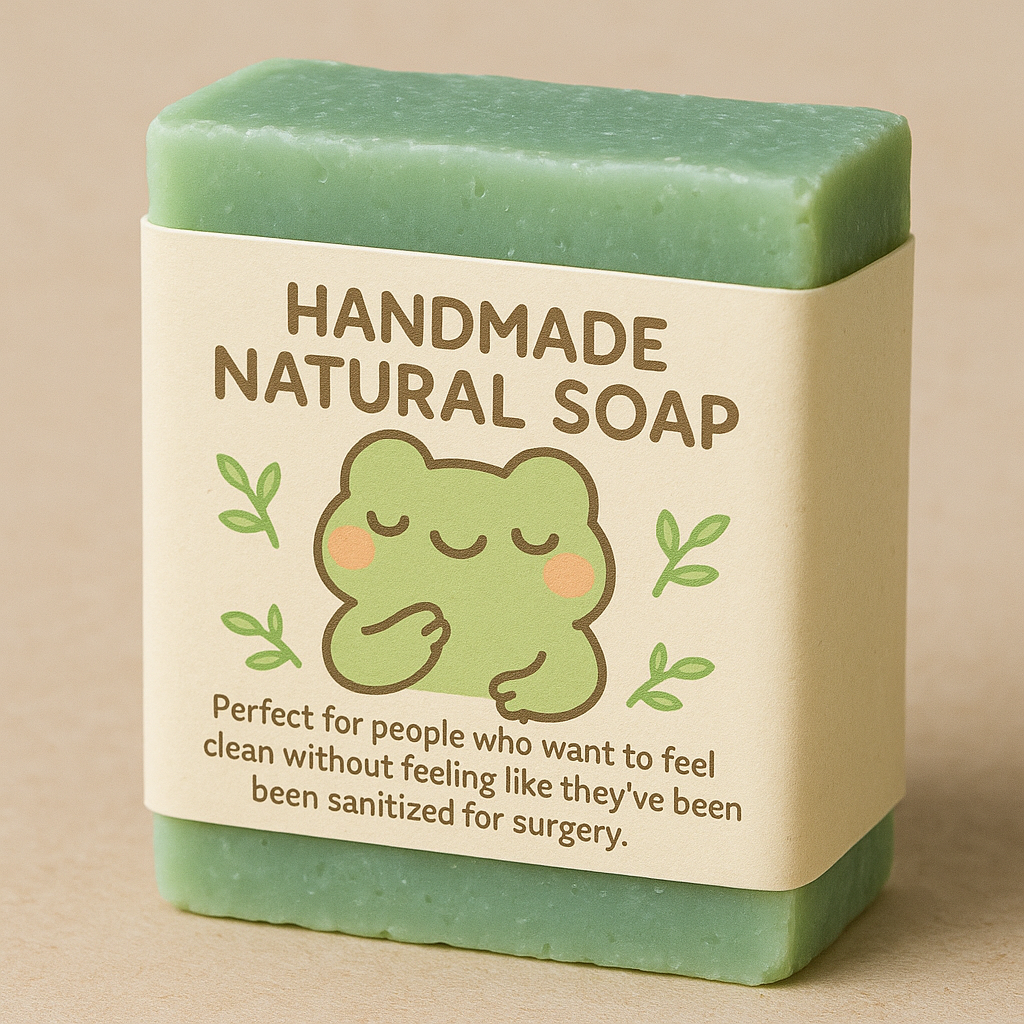 HANDMADE
NATURAL SOAP
Perfect for people who want to feel
clean without feeling like they've been
been sanitized for surgery.